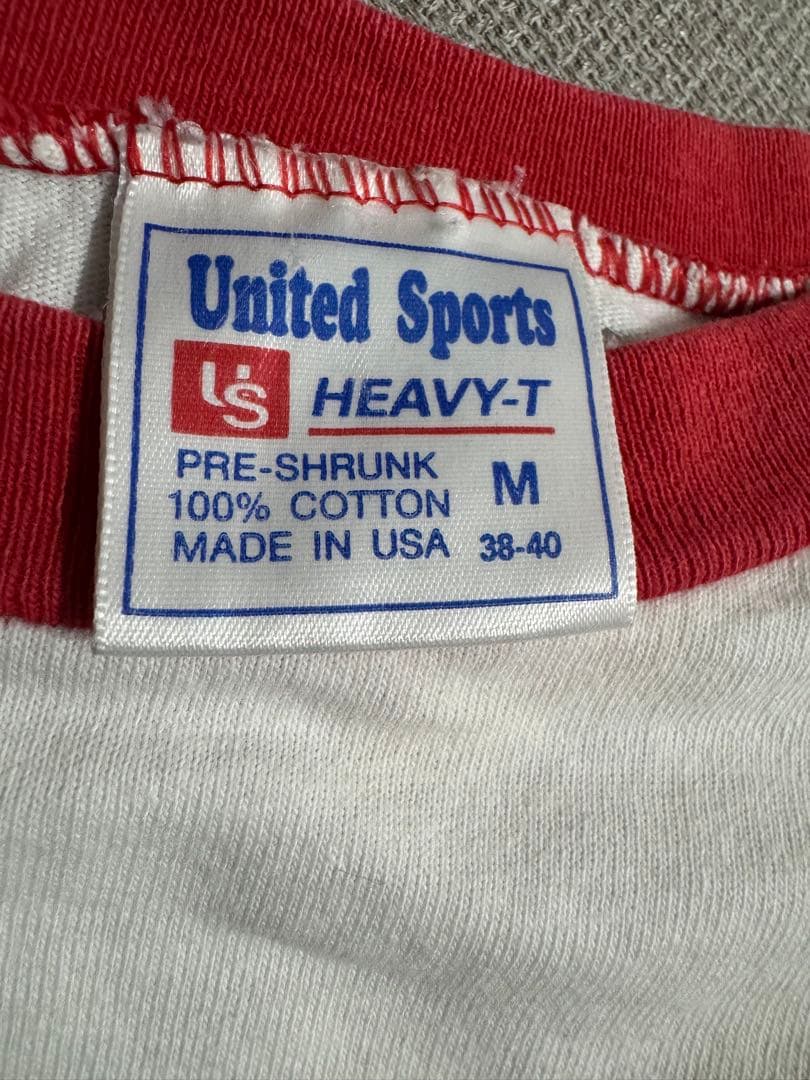 United Sports
US HEAVY-T
PRE-SHRUNK M
100% COTTON
MADE IN USA 38-40